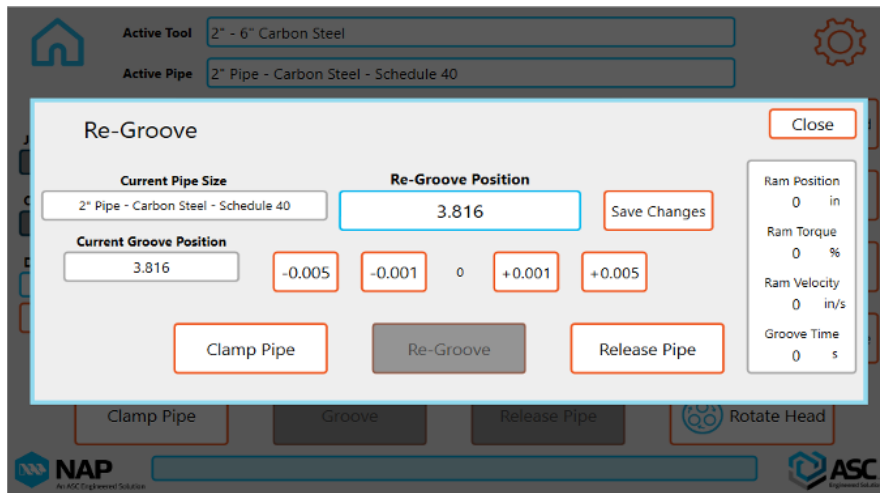 Active Tool 2" - 6" Carbon Steel
Active Pipe 2" Pipe - Carbon Steel - Schedule 40
Re-Groove
Close
Current Pipe Size
2" Pipe - Carbon Steel - Schedule 40
Re-Groove Position
3.816
Save Changes
Current Groove Position
3.816
-0.005 -0.001 0 +0.001 +0.005
Clamp Pipe Re-Groove Release Pipe
Ram Position
0 in
Ram Torque
0 %
Ram Velocity
0 in/s
Groove Time
0 s
Clamp Pipe Groove Release Pipe Rotate Head
NAP
An ASC Engineered Solution
ASC
Engineered Solutions